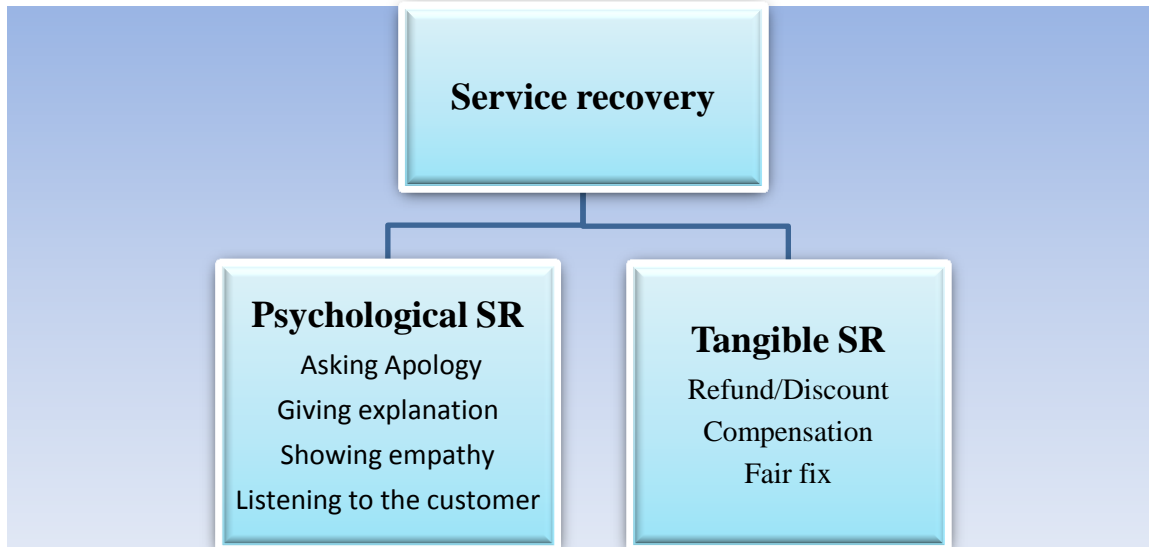 Service recovery
Psychological SR
Asking Apology
Giving explanation
Showing empathy
Listening to the customer
Tangible SR
Refund/Discount
Compensation
Fair fix